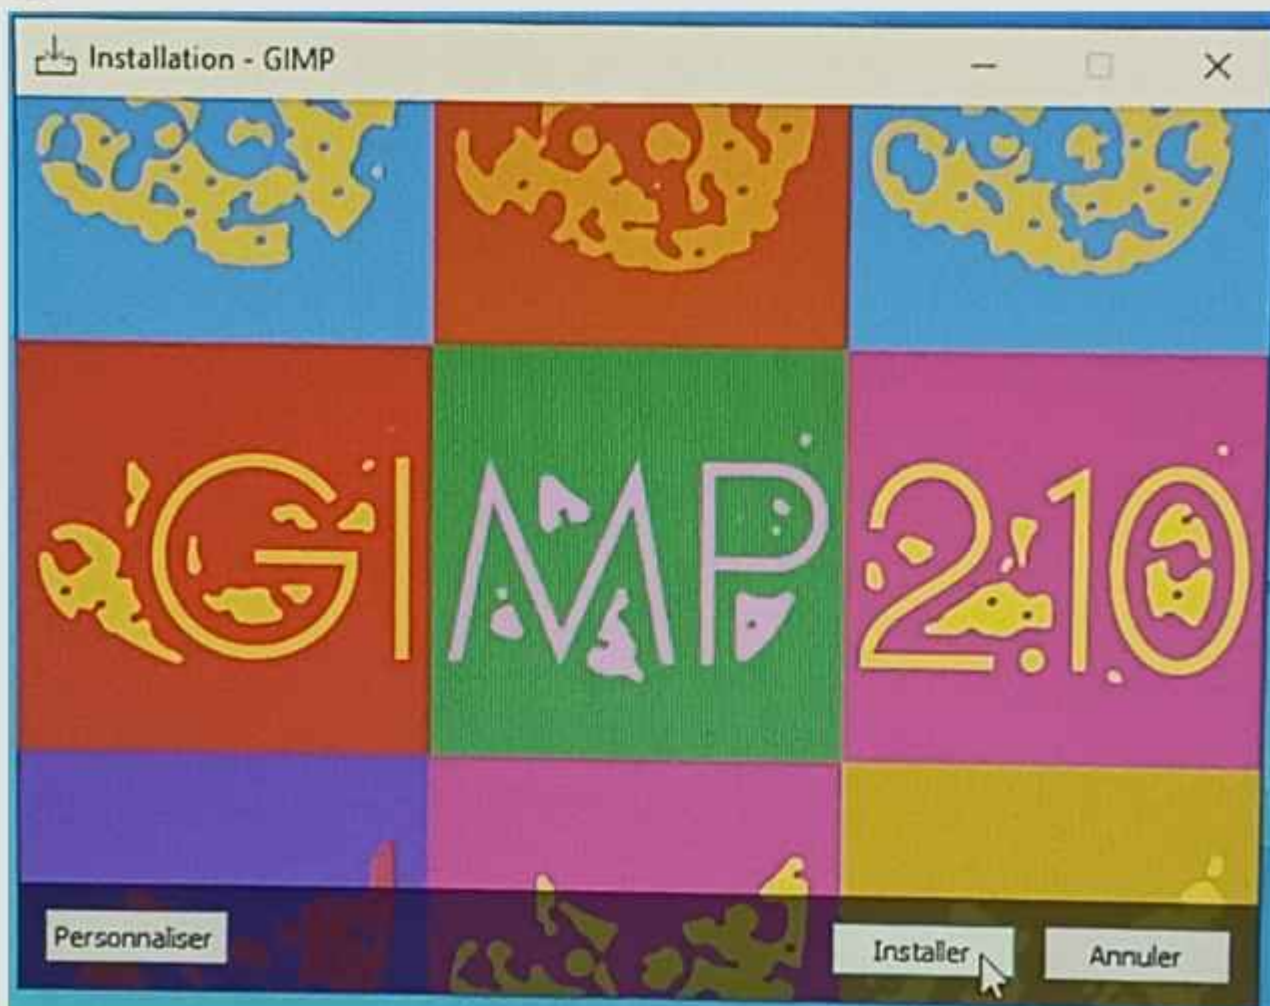 Installation - GIMP
GIMP 2.10
Personnaliser
Installer
Annuler